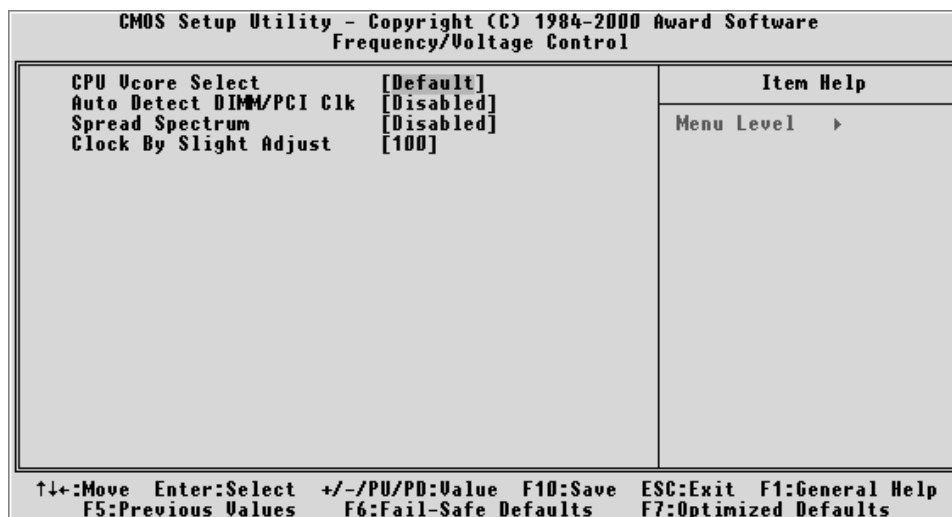 CMOS Setup Utility - Copyright (C) 1984-2000 Award Software
Frequency/Voltage Control
CPU Vcore Select [Default]
Auto Detect DIMM/PCI Clk [Disabled]
Spread Spectrum [Disabled]
Clock By Slight Adjust [100]
Item Help
Menu Level ▸
↑↓←:Move Enter:Select +/-/PU/PD:Value F10:Save ESC:Exit F1:General Help
F5:Previous Values F6:Fail-Safe Defaults F7:Optimized Defaults